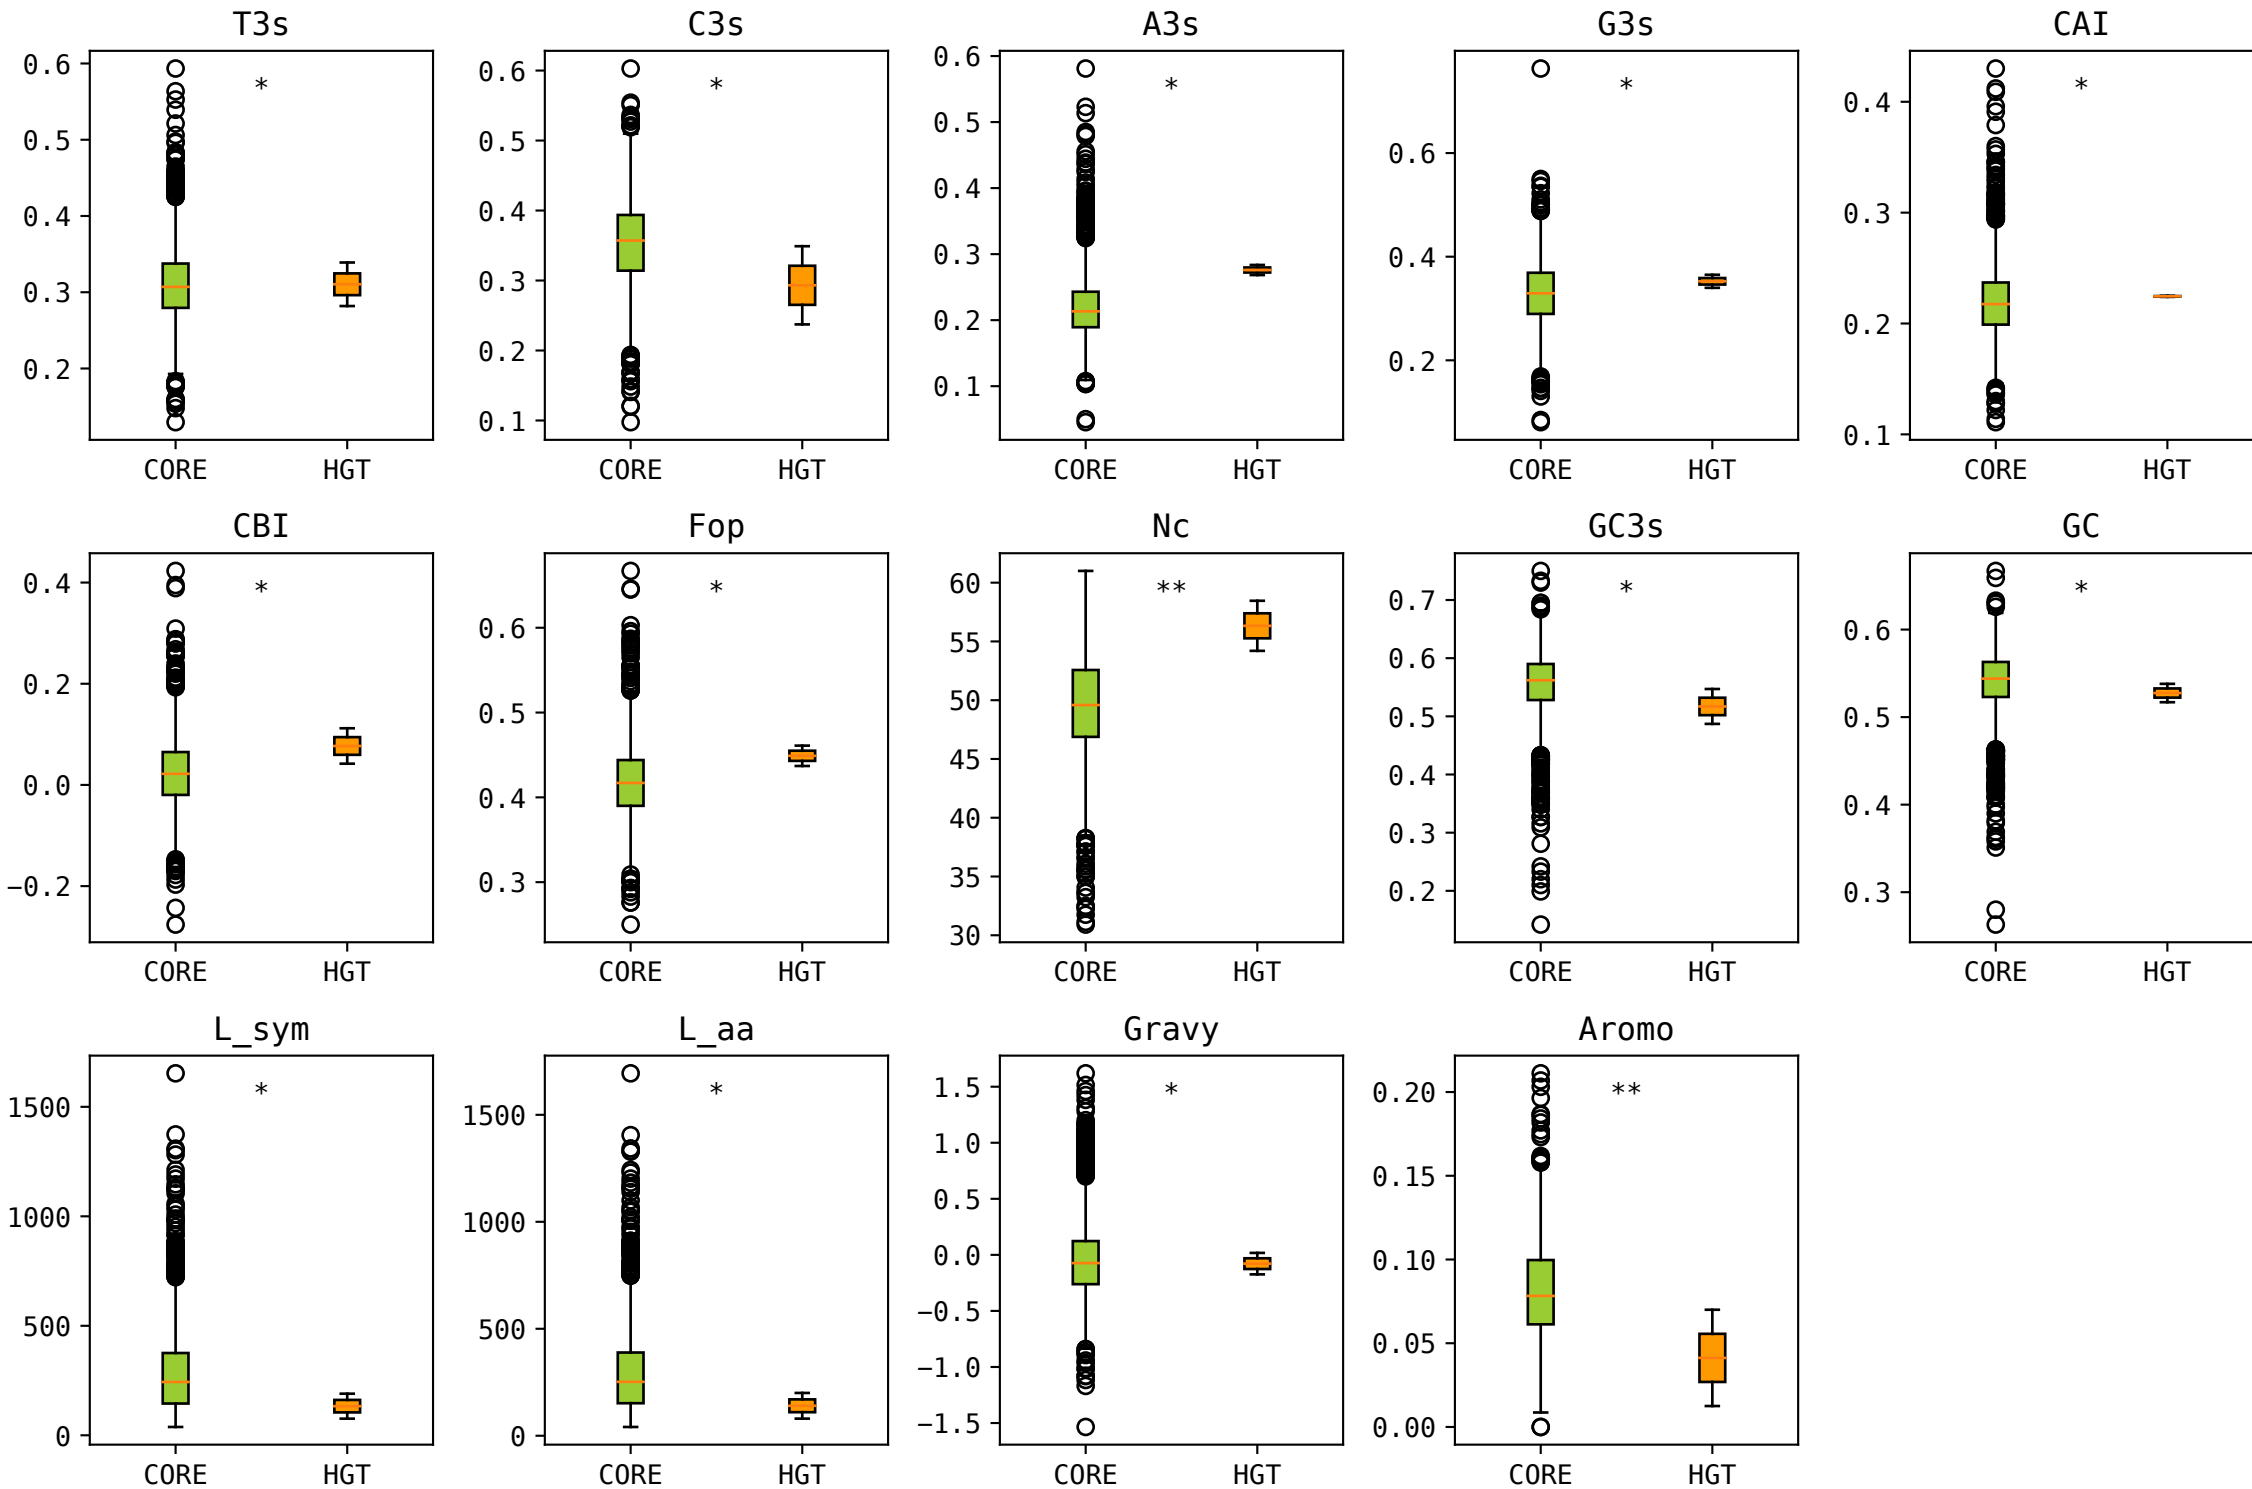 T3s C3s A3s G3s CAI
* * * * *
0.6 0.5 0.4 0.3 0.2
0.6 0.5 0.4 0.3 0.2 0.1
0.6 0.5 0.4 0.3 0.2 0.1
0.6 0.4 0.2
0.4 0.3 0.2 0.1
CORE HGT CORE HGT CORE HGT CORE HGT CORE HGT
CBI Fop Nc GC3s GC
* * ** * *
0.4 0.2 0.0 −0.2
0.6 0.5 0.4 0.3
60 55 50 45 40 35 30
0.7 0.6 0.5 0.4 0.3 0.2
0.6 0.5 0.4 0.3
CORE HGT CORE HGT CORE HGT CORE HGT CORE HGT
L_sym L_aa Gravy Aromo
* * * **
1500 1000 500 0
1500 1000 500 0
1.5 1.0 0.5 0.0 −0.5 −1.0 −1.5
0.20 0.15 0.10 0.05 0.00
CORE HGT CORE HGT CORE HGT CORE HGT